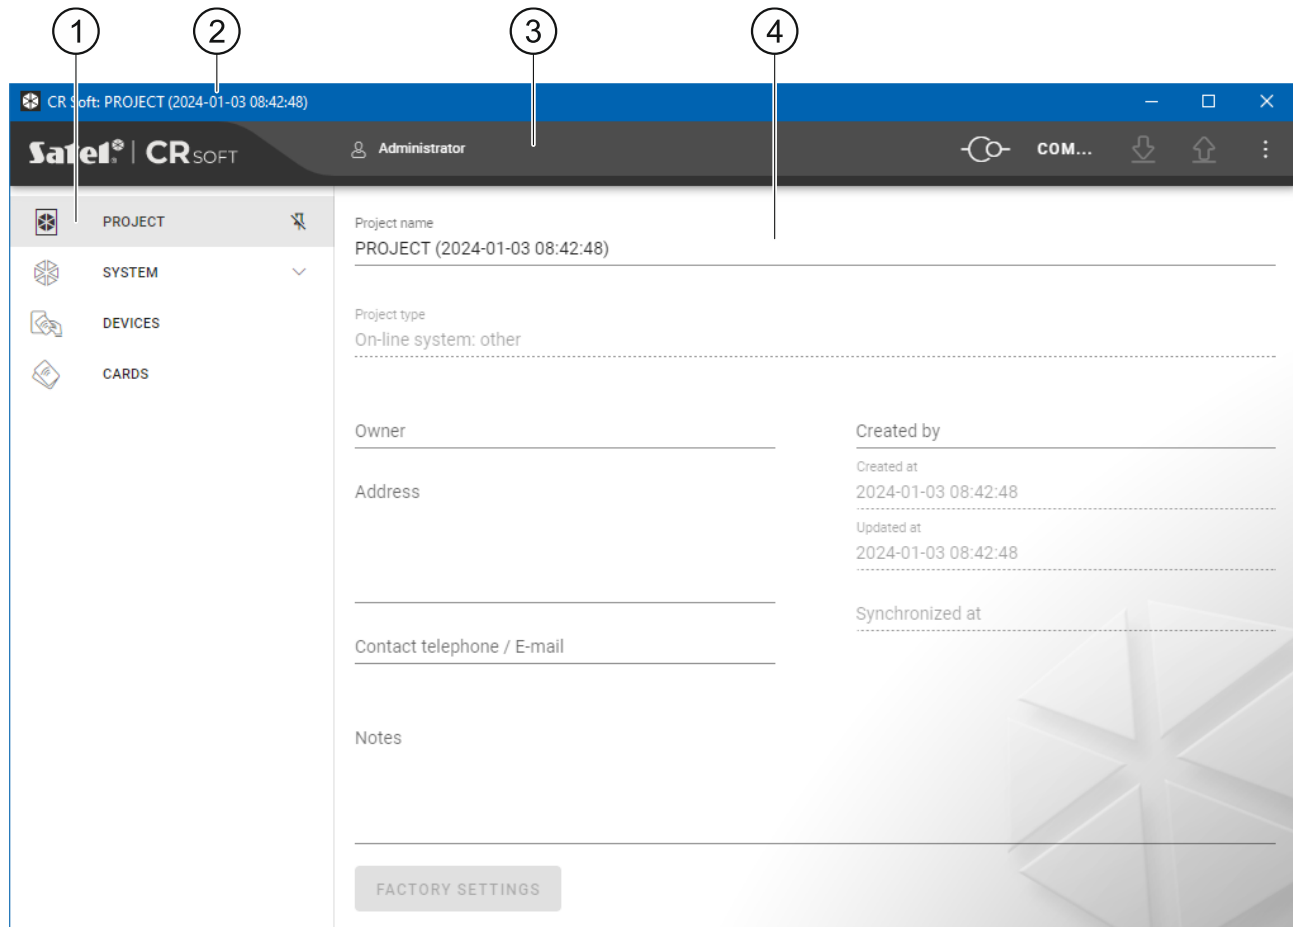 1 2 3 4
CR Soft: PROJECT (2024-01-03 08:42:48)
Satel® | CR SOFT
Administrator
COM...
PROJECT
SYSTEM
DEVICES
CARDS
Project name
PROJECT (2024-01-03 08:42:48)
Project type
On-line system: other
Owner
Created by
Created at
2024-01-03 08:42:48
Address
Updated at
2024-01-03 08:42:48
Synchronized at
Contact telephone / E-mail
Notes
FACTORY SETTINGS